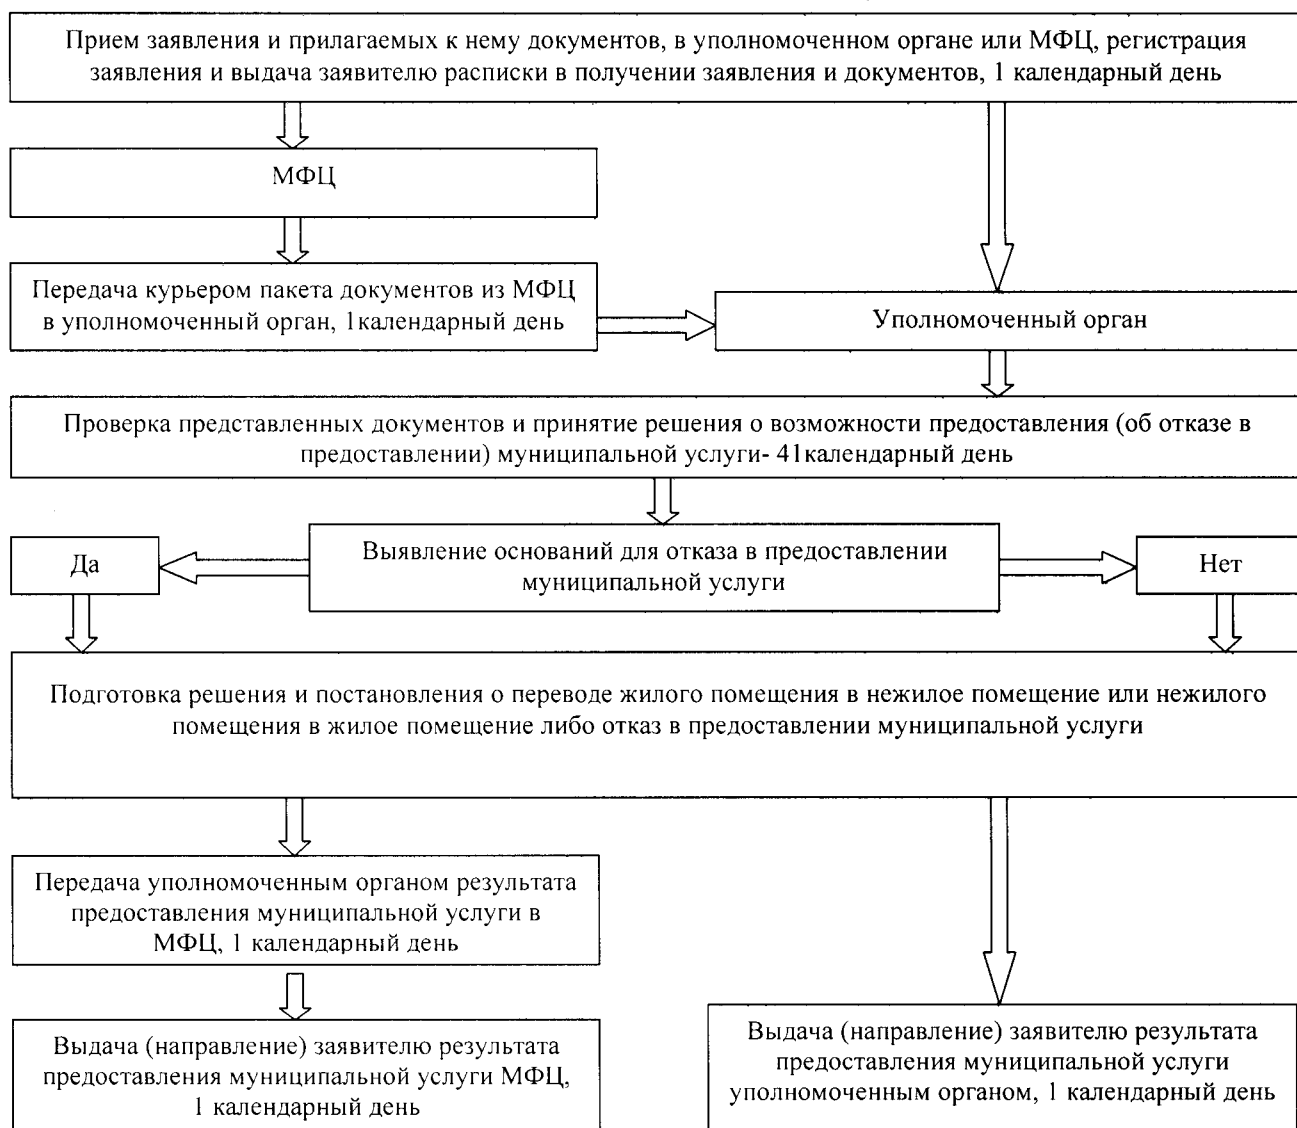 Прием заявления и прилагаемых к нему документов, в уполномоченном органе или МФЦ, регистрация
заявления и выдача заявителю расписки в получении заявления и документов, 1 календарный день
МФЦ
Передача курьером пакета документов из МФЦ
в уполномоченный орган, 1календарный день
Уполномоченный орган
Проверка представленных документов и принятие решения о возможности предоставления (об отказе в
предоставлении) муниципальной услуги- 41календарный день
Да
Выявление оснований для отказа в предоставлении
муниципальной услуги
Нет
Подготовка решения и постановления о переводе жилого помещения в нежилое помещение или нежилого
помещения в жилое помещение либо отказ в предоставлении муниципальной услуги
Передача уполномоченным органом результата
предоставления муниципальной услуги в
МФЦ, 1 календарный день
Выдача (направление) заявителю результата
предоставления муниципальной услуги МФЦ,
1 календарный день
Выдача (направление) заявителю результата
предоставления муниципальной услуги
уполномоченным органом, 1 календарный день